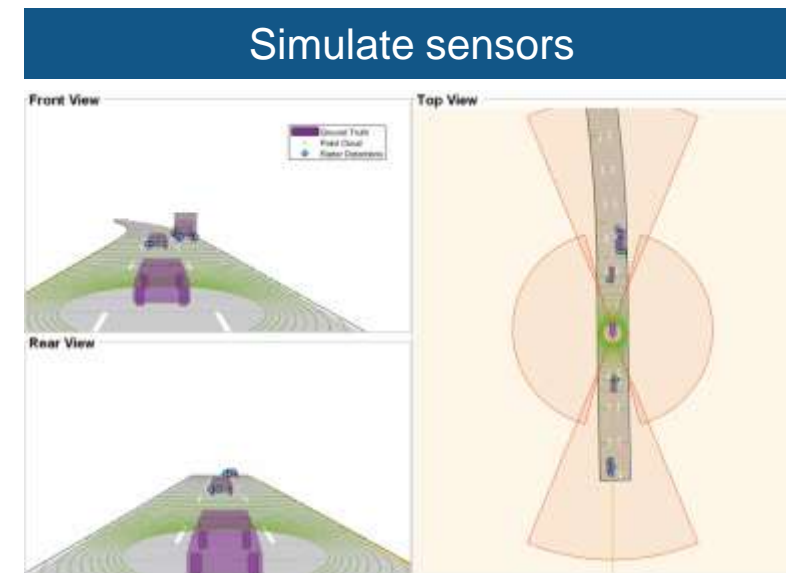 Simulate sensors
Front View
Ground Truth
Point Cloud
Radar Detections
Top View
Rear View